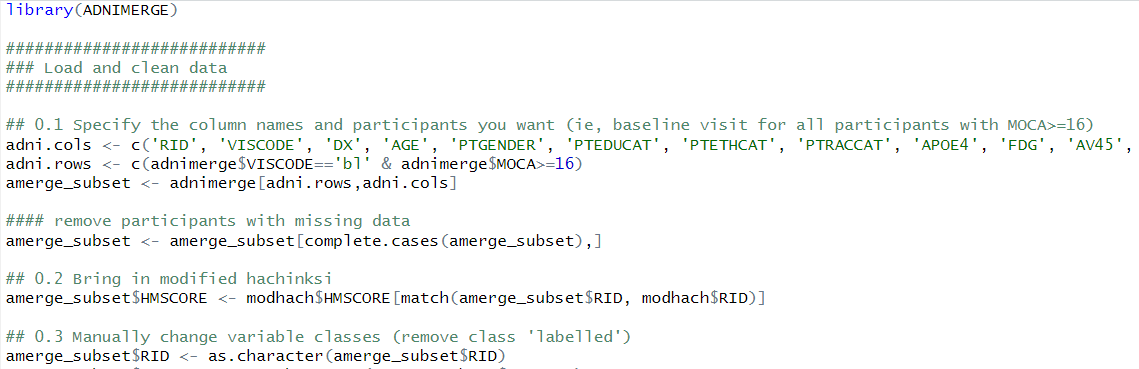 library(ADNIMERGE)
###########################
### Load and clean data
###########################
## 0.1 Specify the column names and participants you want (ie, baseline visit for all participants with MOCA>=16)
adni.cols <- c('RID', 'VISCODE', 'DX', 'AGE', 'PTGENDER', 'PTEDUCAT', 'PTETHCAT', 'PTRACCAT', 'APOE4', 'FDG', 'AV45',
adni.rows <- c(adnimerge$VISCODE=='bl' & adnimerge$MOCA>=16)
amerge_subset <- adnimerge[adni.rows,adni.cols]
#### remove participants with missing data
amerge_subset <- amerge_subset[complete.cases(amerge_subset),]
## 0.2 Bring in modified hachinksi
amerge_subset$HMSCORE <- modhach$HMSCORE[match(amerge_subset$RID, modhach$RID)]
## 0.3 Manually change variable classes (remove class 'labelled')
amerge_subset$RID <- as.character(amerge_subset$RID)